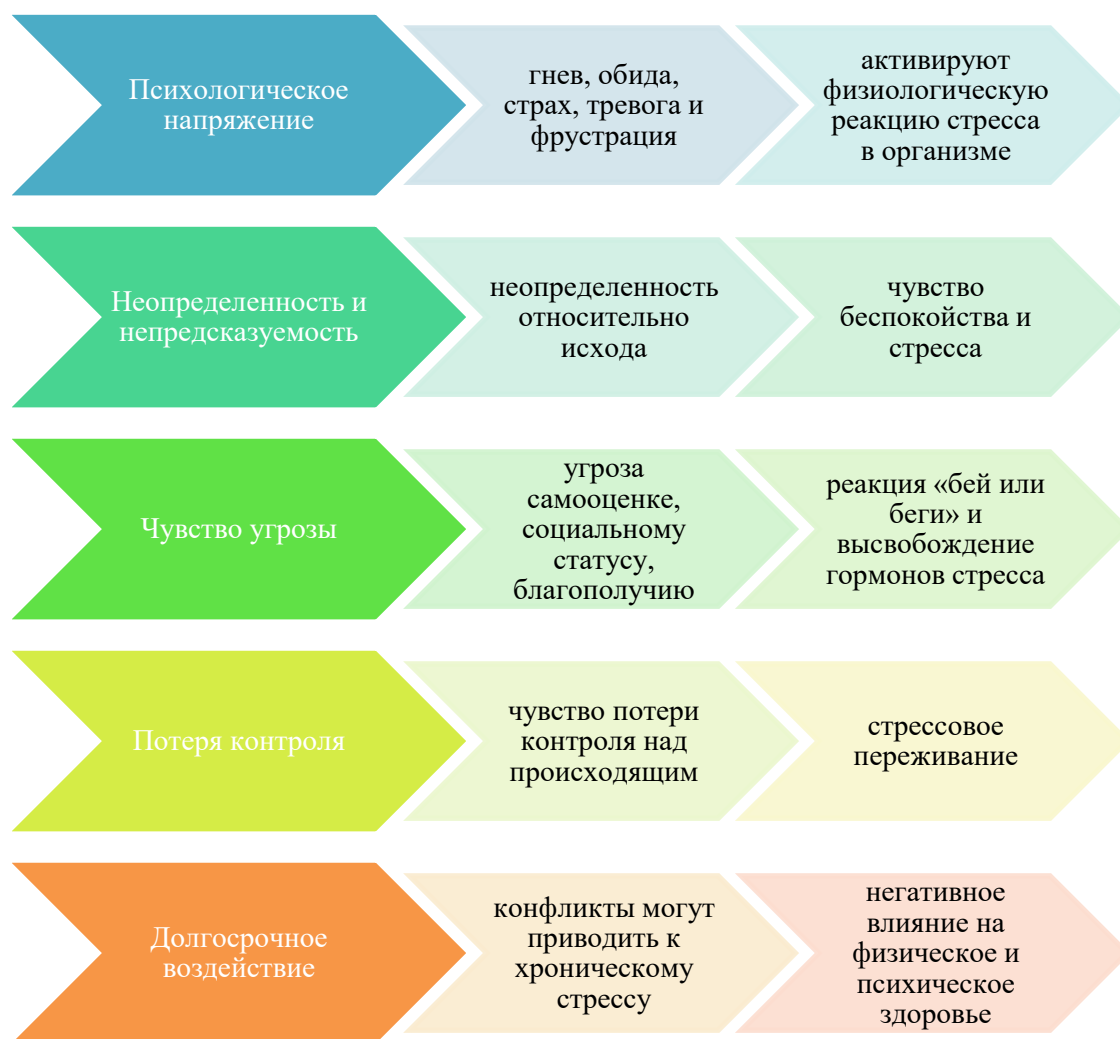 Психологическое
напряжение
гнев, обида,
страх, тревога и
фрустрация
активируют
физиологическую
реакцию стресса
в организме
Неопределенность и
непредсказуемость
неопределенность
относительно
исхода
чувство
беспокойства и
стресса
Чувство угрозы
угроза
самооценке,
социальному
статусу,
благополучию
реакция «бей или
беги» и
высвобождение
гормонов стресса
Потеря контроля
чувство потери
контроля над
происходящим
стрессовое
переживание
Долгосрочное
воздействие
конфликты могут
приводить к
хроническому
стрессу
негативное
влияние на
физическое и
психическое
здоровье